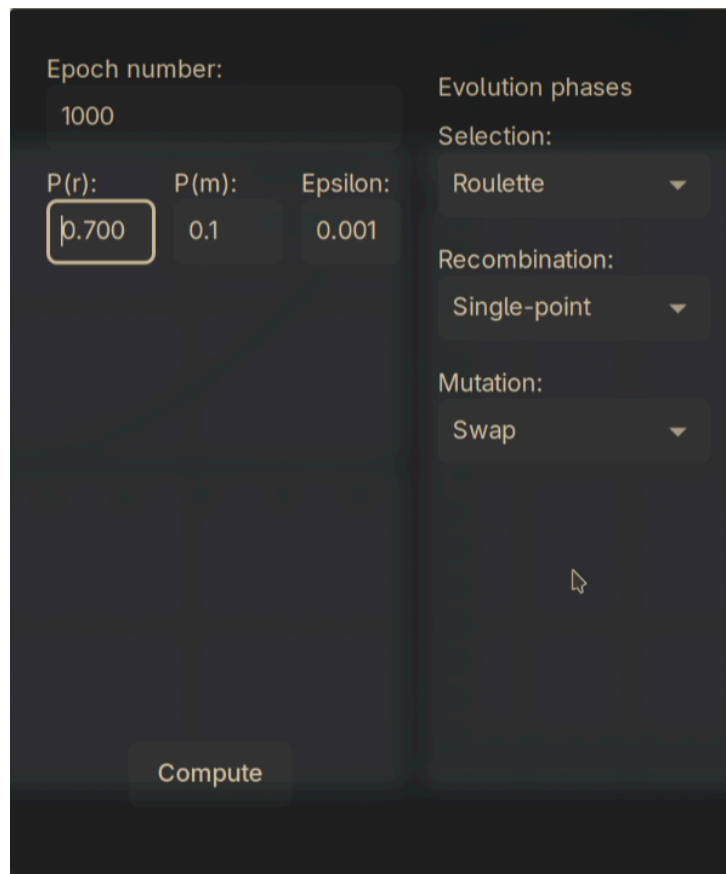 Epoch number:
1000
P(r): P(m): Epsilon:
0.700 0.1 0.001
Evolution phases
Selection:
Roulette
Recombination:
Single-point
Mutation:
Swap
Compute